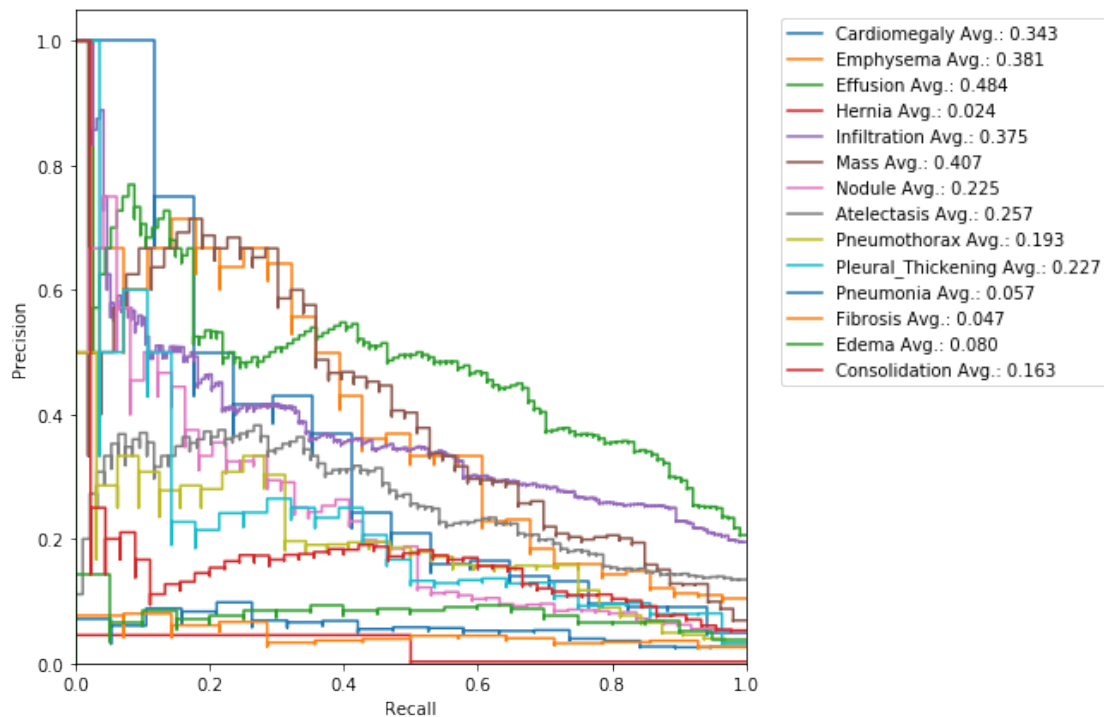 1.0
0.8
0.6
0.4
0.2
0.0
Precision
0.0 0.2 0.4 0.6 0.8 1.0
Recall
Cardiomegaly Avg.: 0.343
Emphysema Avg.: 0.381
Effusion Avg.: 0.484
Hernia Avg.: 0.024
Infiltration Avg.: 0.375
Mass Avg.: 0.407
Nodule Avg.: 0.225
Atelectasis Avg.: 0.257
Pneumothorax Avg.: 0.193
Pleural_Thickening Avg.: 0.227
Pneumonia Avg.: 0.057
Fibrosis Avg.: 0.047
Edema Avg.: 0.080
Consolidation Avg.: 0.163